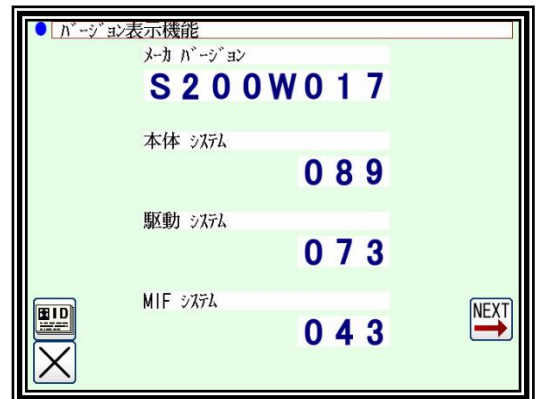 バージョン表示機能
メーカ バージョン
S200W017
本体 システム
089
駆動 システム
073
MIF システム
043
ID
NEXT